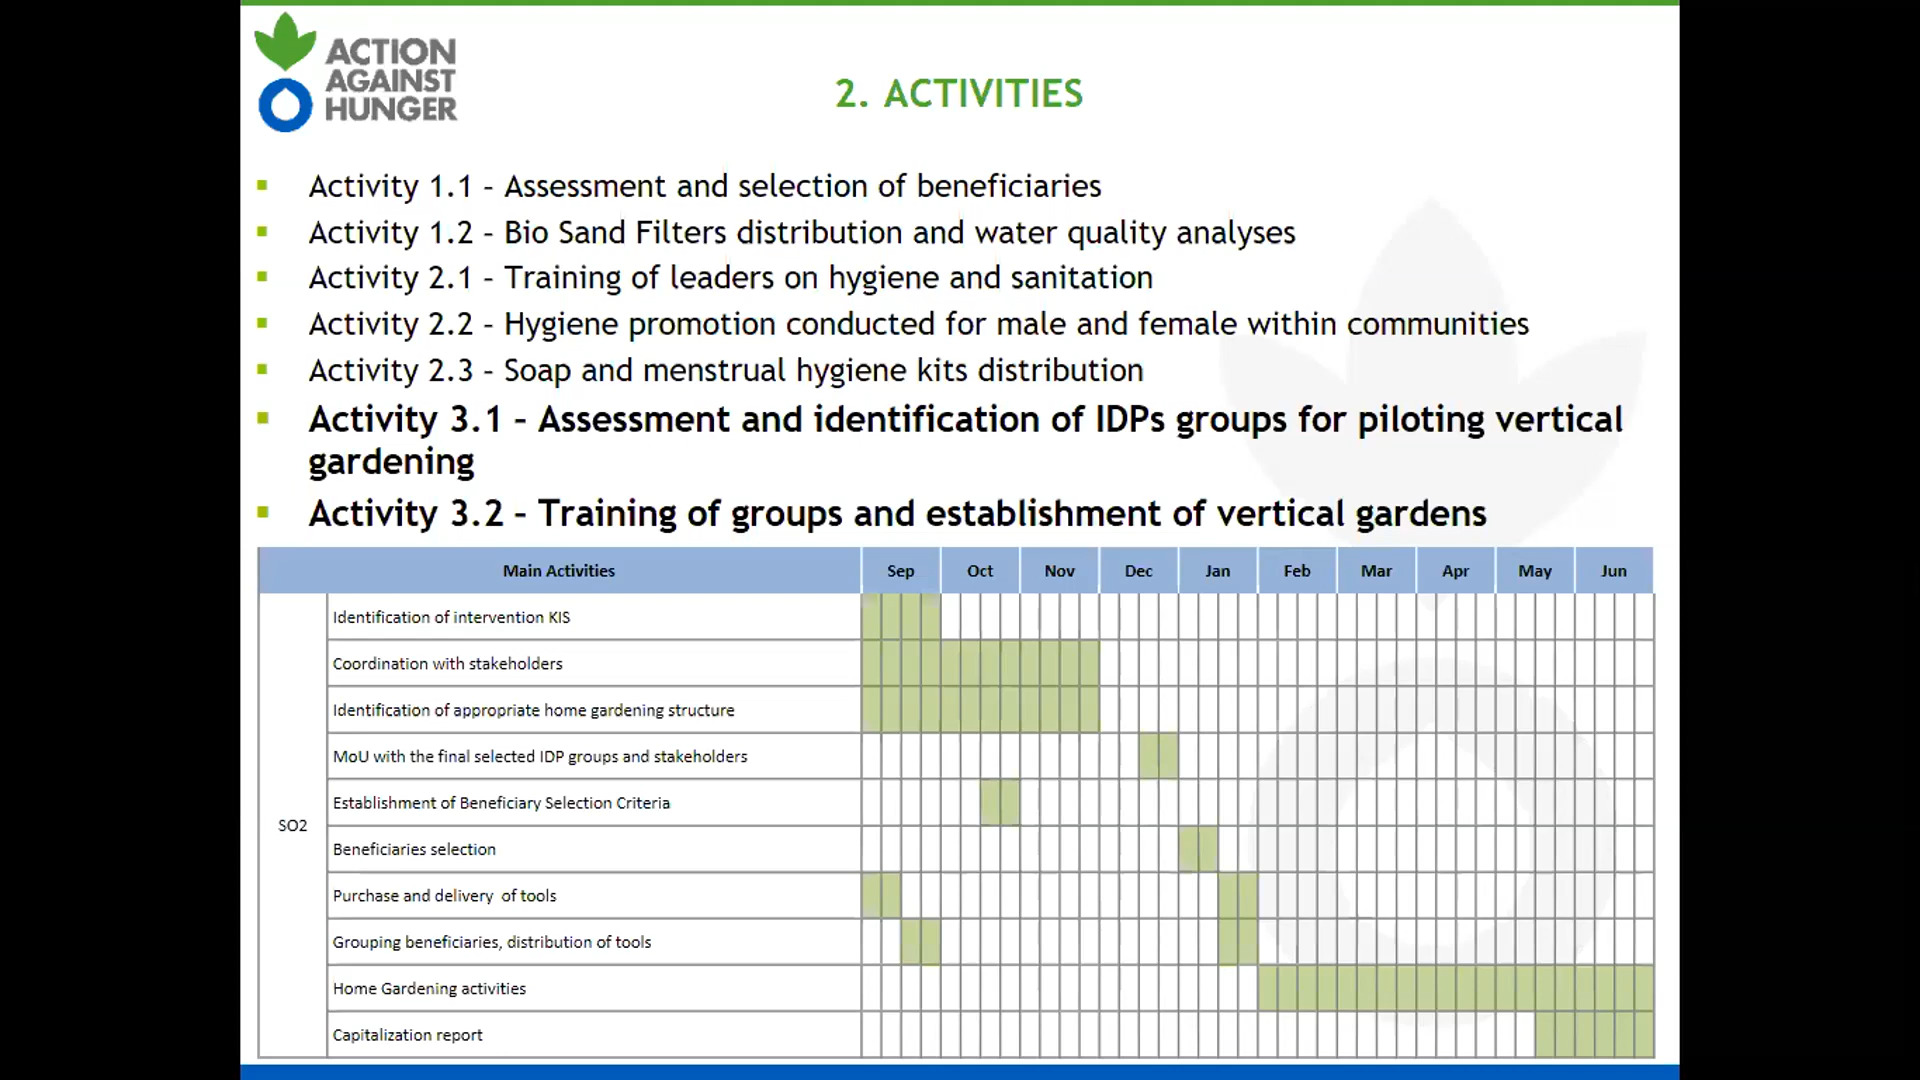 ACTION
AGAINST
HUNGER
2. ACTIVITIES
Activity 1.1 – Assessment and selection of beneficiaries
Activity 1.2 – Bio Sand Filters distribution and water quality analyses
Activity 2.1 – Training of leaders on hygiene and sanitation
Activity 2.2 – Hygiene promotion conducted for male and female within communities
Activity 2.3 – Soap and menstrual hygiene kits distribution
Activity 3.1 – Assessment and identification of IDPs groups for piloting vertical
gardening
Activity 3.2 – Training of groups and establishment of vertical gardens
Main Activities Sep Oct Nov Dec Jan Feb Mar Apr May Jun
Identification of intervention KIS
Coordination with stakeholders
Identification of appropriate home gardening structure
MoU with the final selected IDP groups and stakeholders
Establishment of Beneficiary Selection Criteria
SO2
Beneficiaries selection
Purchase and delivery of tools
Grouping beneficiaries, distribution of tools
Home Gardening activities
Capitalization report